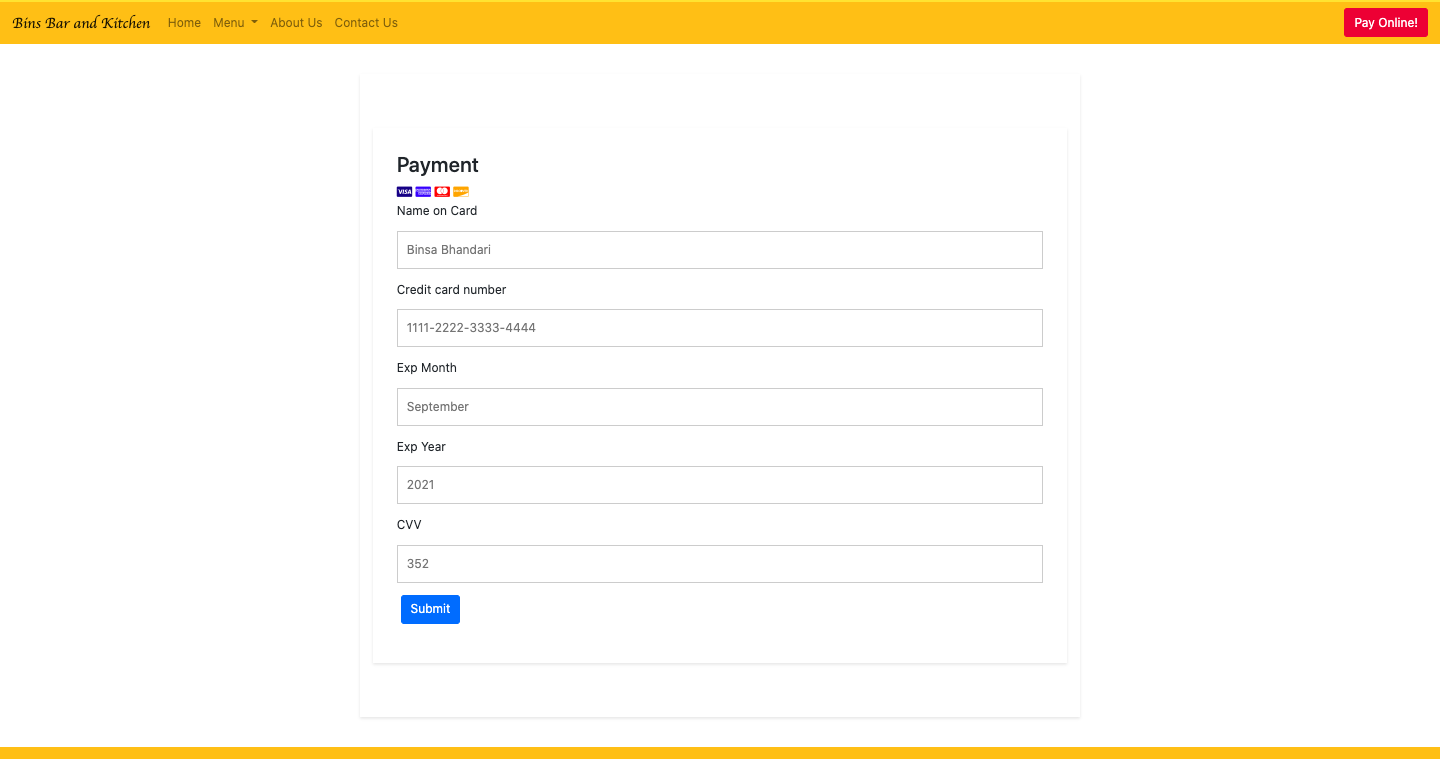 Bins Bar and Kitchen Home Menu About Us Contact Us Pay Online!
Payment
VISA
Name on Card
Binsa Bhandari
Credit card number
1111-2222-3333-4444
Exp Month
September
Exp Year
2021
CVV
352
Submit